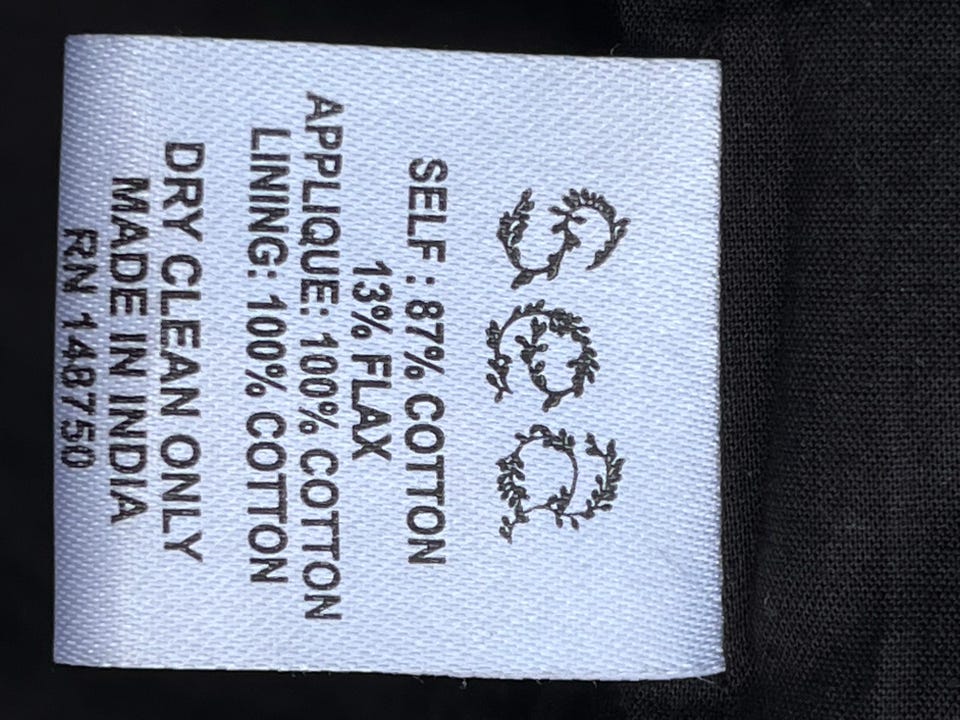 SELF : 87% COTTON
13% FLAX
APPLIQUE: 100% COTTON
LINING: 100% COTTON
DRY CLEAN ONLY
MADE IN INDIA
RN 148750